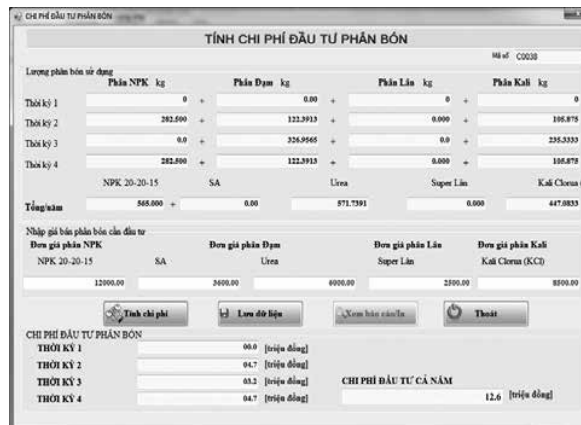 CHI PHÍ ĐẦU TƯ PHÂN BÓN
TÍNH CHI PHÍ ĐẦU TƯ PHÂN BÓN
Mã số C0038
Lượng phân bón sử dụng
Phân NPK kg Phân Đạm kg Phân Lân kg Phân Kali kg
Thời kỳ 1 0 + 0.00 + 0 + 0
Thời kỳ 2 282.500 + 122.3913 + 0.000 + 105.875
Thời kỳ 3 0.0 + 326.9565 + 0.0 + 235.3333
Thời kỳ 4 282.500 + 122.3913 + 0.000 + 105.875
NPK 20-20-15 SA Urea Super Lân Kali Clorua (
Tổng/năm 565.000 + 0.00 571.7391 0.000 447.0833
Nhập giá bán phân bón cần đầu tư
Đơn giá phân NPK Đơn giá phân Đạm Đơn giá phân Lân Đơn giá phân Kali
NPK 20-20-15 SA Urea Super Lân Kali Clorua (KCl)
12000.00 3600.00 6000.00 2500.00 8500.00
Tính chi phí Lưu dữ liệu Xem báo cáo/In Thoát
CHI PHÍ ĐẦU TƯ PHÂN BÓN
THỜI KỲ 1 00.0 [triệu đồng]
THỜI KỲ 2 04.7 [triệu đồng]
THỜI KỲ 3 03.2 [triệu đồng] CHI PHÍ ĐẦU TƯ CẢ NĂM
THỜI KỲ 4 04.7 [triệu đồng] 12.6 [triệu đồng]